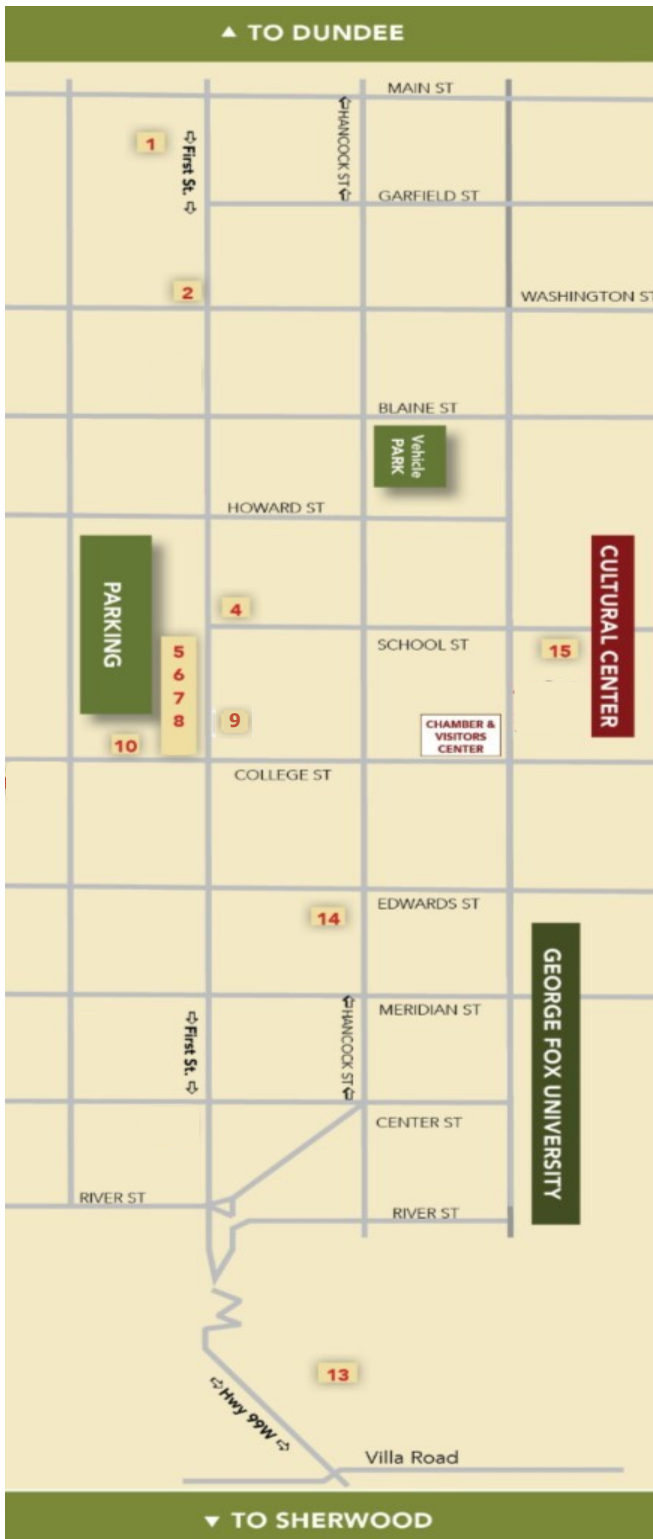 ▲ TO DUNDEE
MAIN ST
HANCOCK ST
1
First St.
GARFIELD ST
2
WASHINGTON ST
BLAINE ST
Vehicle
PARK
HOWARD ST
PARKING
CULTURAL CENTER
4
SCHOOL ST
15
5
6
7
8
9
CHAMBER &
VISITORS
CENTER
10
COLLEGE ST
EDWARDS ST
14
GEORGE FOX UNIVERSITY
MERIDIAN ST
First St.
HANCOCK ST
CENTER ST
RIVER ST
RIVER ST
13
Hwy 99W
Villa Road
▼ TO SHERWOOD